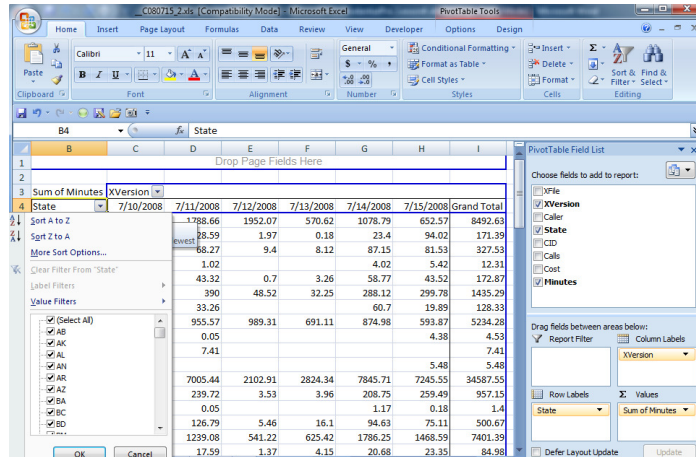 __C080715_2.xls [Compatibility Mode] - Microsoft Excel PivotTable Tools
Home Insert Page Layout Formulas Data Review View Developer Options Design
Calibri 11 A A General Conditional Formatting Insert Σ
Paste B I U A $ % , Format as Table Delete Sort & Find &
Cell Styles Format Filter Select
Clipboard Font Alignment Number Styles Cells Editing
B4 fx State
B C D E F G H I
1 Drop Page Fields Here
2
3 Sum of Minutes XVersion
4 State 7/10/2008 7/11/2008 7/12/2008 7/13/2008 7/14/2008 7/15/2008 Grand Total
Sort A to Z 1788.66 1952.07 570.62 1078.79 652.57 8492.63
Sort Z to A ewest 28.59 1.97 0.18 23.4 94.02 171.39
More Sort Options... 68.27 9.4 8.12 87.15 81.53 327.53
Clear Filter From "State" 1.02 4.02 5.42 12.31
Label Filters 43.32 0.7 3.26 58.77 43.52 172.87
Value Filters 390 48.52 32.25 288.12 299.78 1435.29
33.26 60.7 19.89 128.33
(Select All) 955.57 989.31 691.11 874.98 593.87 5234.28
AB 0.05 4.38 4.53
AK 7.41 7.41
AL
AN 5.48 5.48
AR 7005.44 2102.91 2824.34 7845.71 7245.55 34587.55
AZ 239.72 3.53 3.96 208.75 259.49 957.15
BA 0.05 1.17 0.18 1.4
BC 126.79 5.46 16.1 94.63 75.11 500.67
BD 1239.08 541.22 625.42 1786.25 1468.59 7401.39
OK Cancel 17.59 1.37 4.15 20.68 23.35 84.98
PivotTable Field List
Choose fields to add to report:
XFile
XVersion
Caller
State
CID
Calls
Cost
Minutes
Drag fields between areas below:
Report Filter Column Labels
XVersion
Row Labels Σ Values
State Sum of Minutes
Defer Layout Update Update